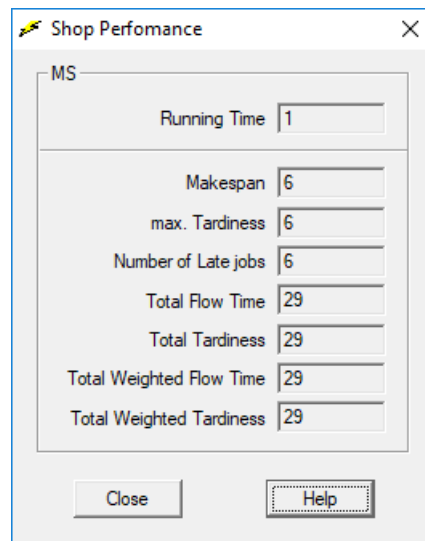 Shop Perfomance
MS
Running Time 1
Makespan 6
max. Tardiness 6
Number of Late jobs 6
Total Flow Time 29
Total Tardiness 29
Total Weighted Flow Time 29
Total Weighted Tardiness 29
Close Help